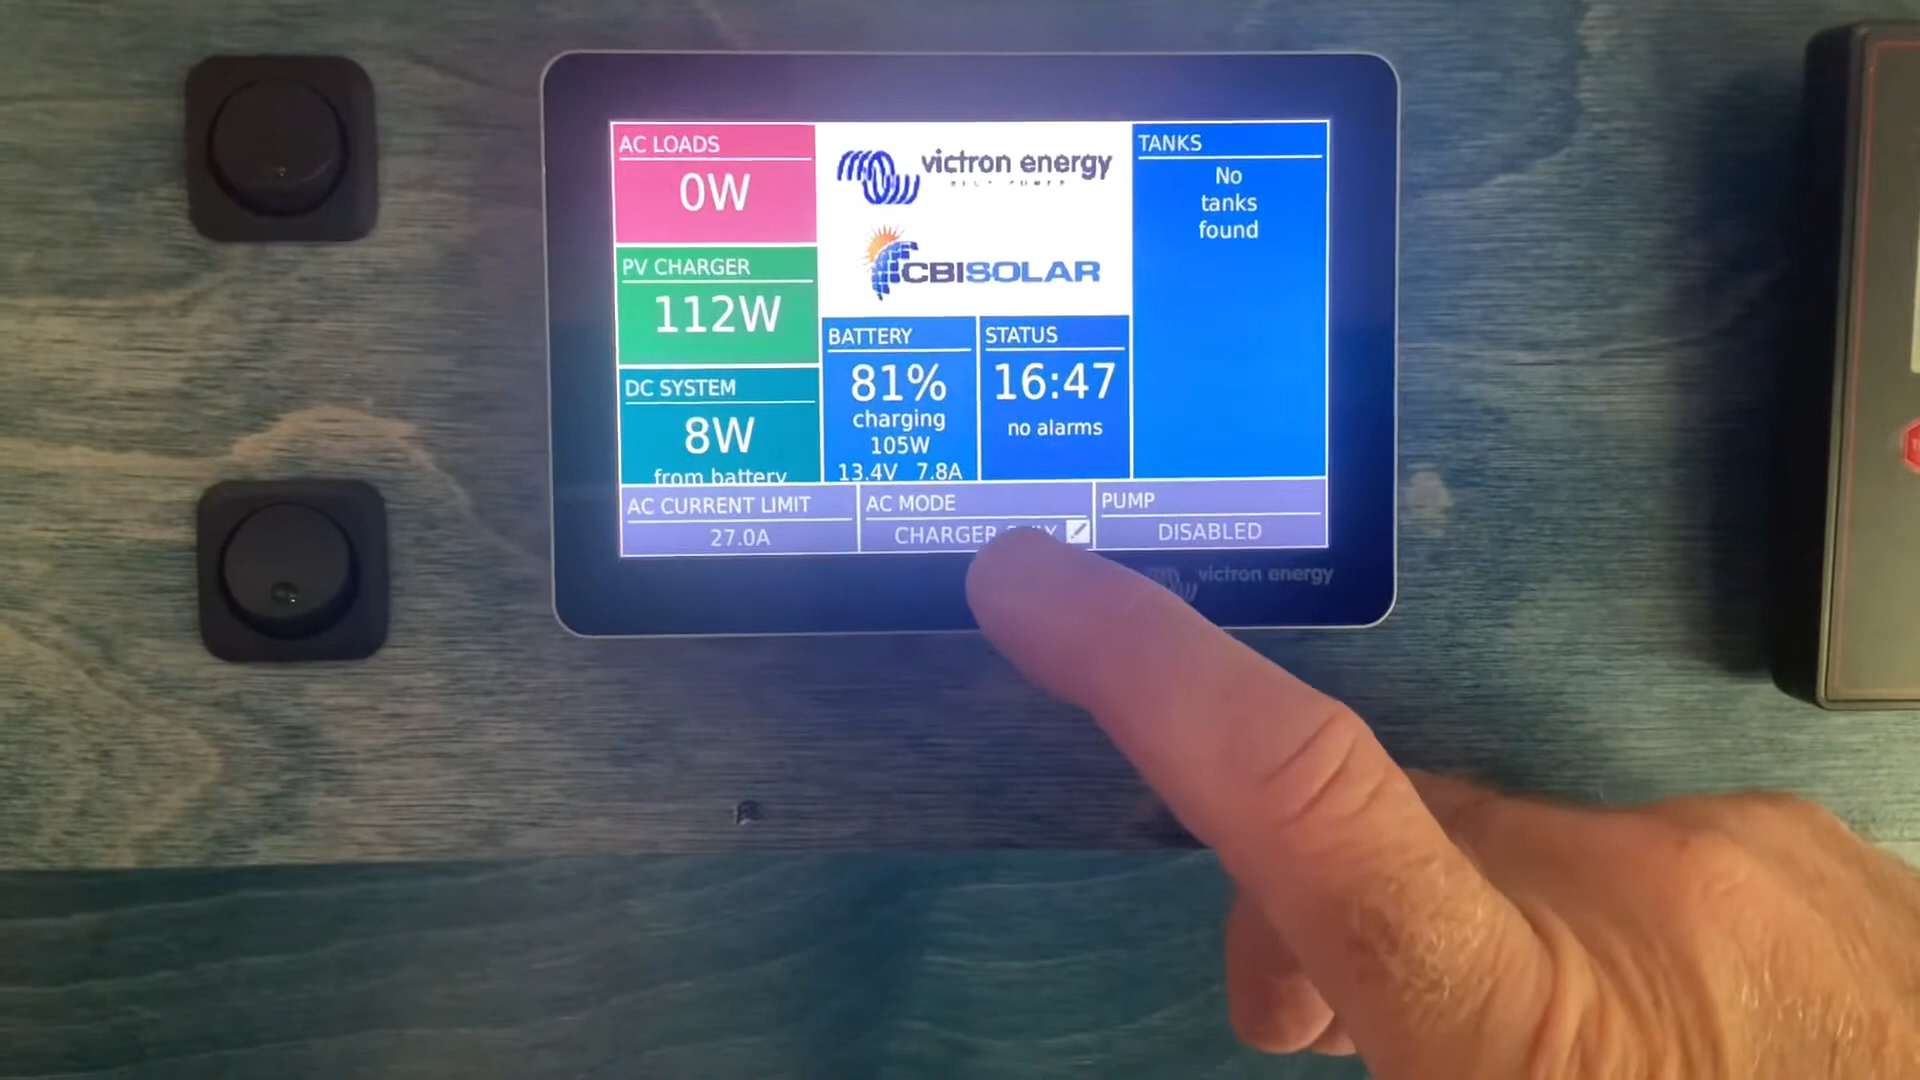 AC LOADS
0W
PV CHARGER
112W
DC SYSTEM
8W
from battery
victron energy
CBISOLAR
BATTERY
81%
charging
105W
13.4V 7.8A
STATUS
16:47
no alarms
TANKS
No
tanks
found
AC CURRENT LIMIT
27.0A
AC MODE
CHARGER
PUMP
DISABLED
victron energy